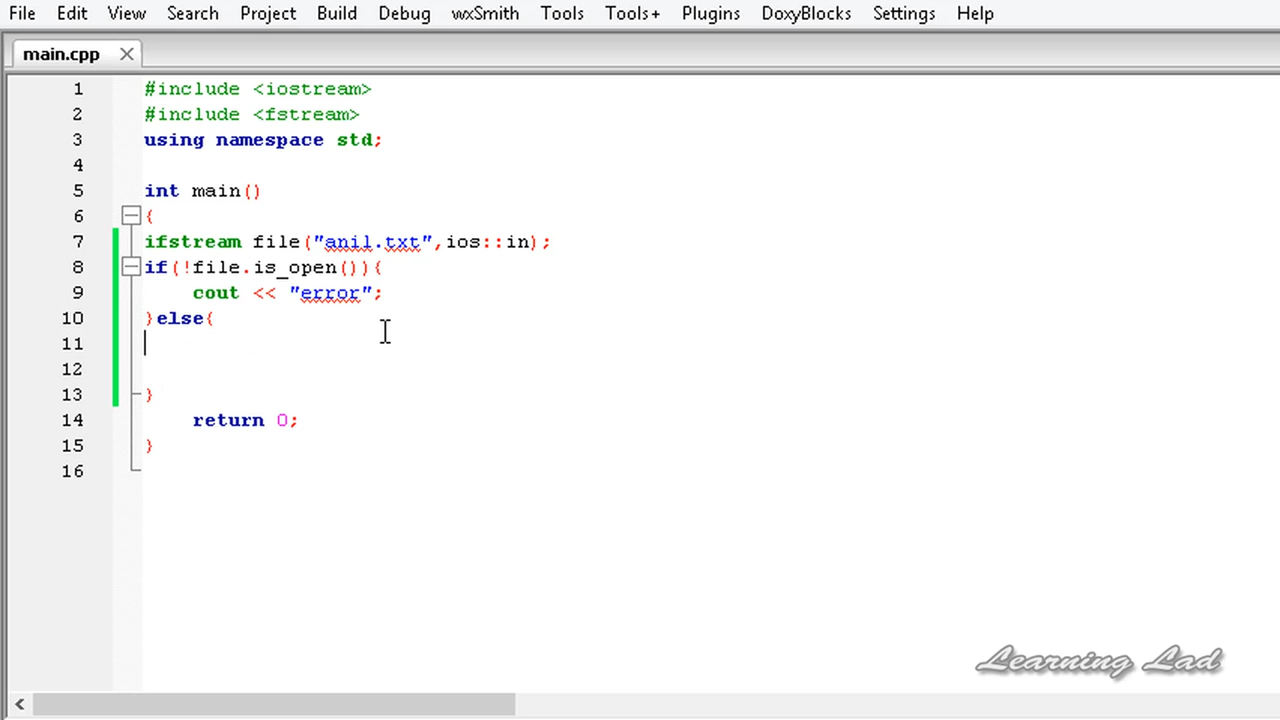 File Edit View Search Project Build Debug wxSmith Tools Tools+ Plugins DoxyBlocks Settings Help
main.cpp
1 #include <iostream>
2 #include <fstream>
3 using namespace std;
4
5 int main()
6 {
7 ifstream file("anil.txt",ios::in);
8 if(!file.is_open()){
9     cout << "error";
10 }else{
11
12
13 }
14     return 0;
15 }
16
Learning Lad